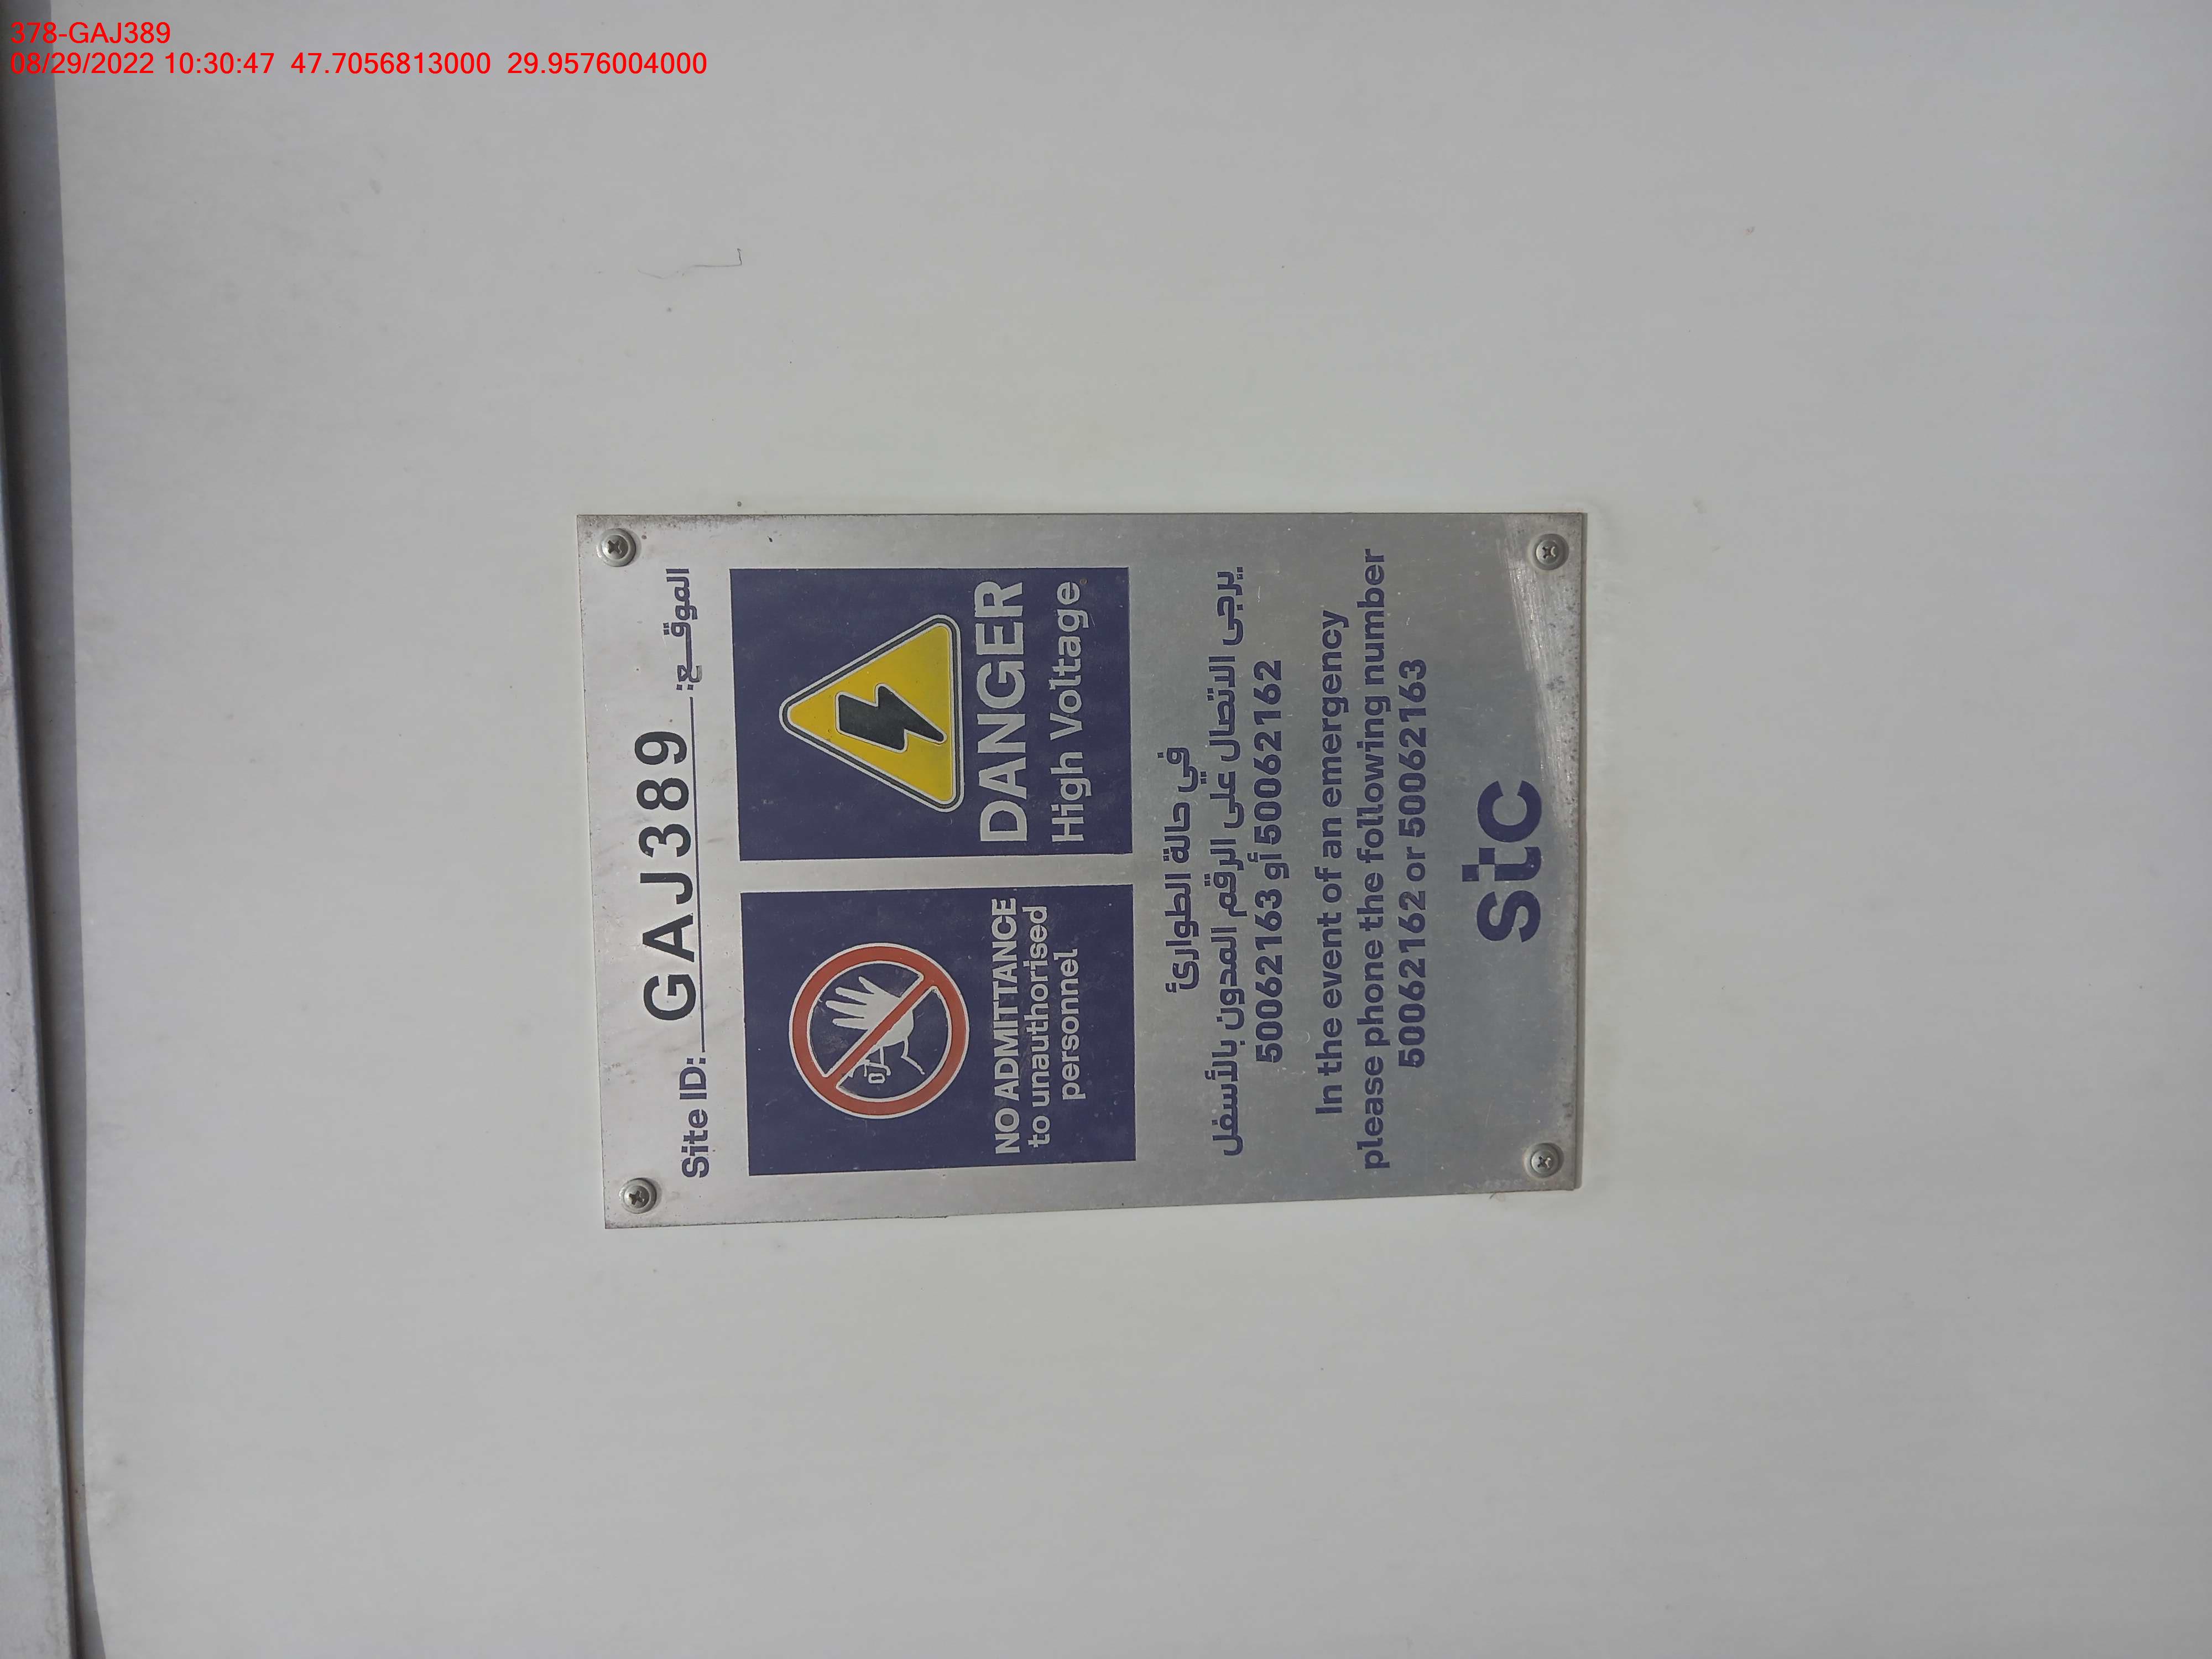 378-GAJ389
08/29/2022 10:30:47 47.7056813000 29.9576004000
Site ID: GAJ389 الموقـــع:
NO ADMITTANCE
to unauthorised
personnel
DANGER
High Voltage
في حالة الطوارئ
يرجى الاتصال على الرقم المدون بالأسفل
50062162 أو 50062163
In the event of an emergency
please phone the following number
50062162 or 50062163
stc